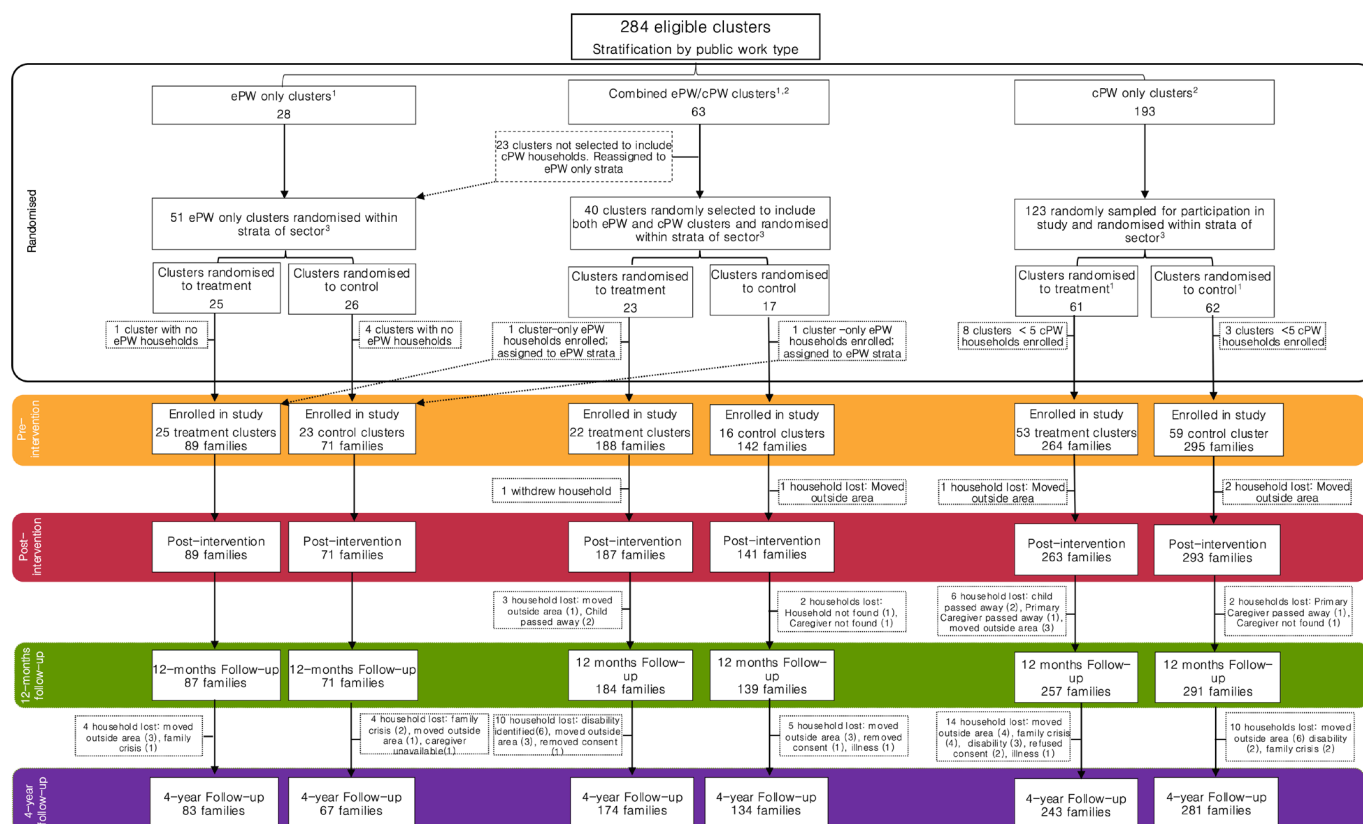 284 eligible clusters
Stratification by public work type
Randomised
ePW only clusters¹
28
Combined ePW/cPW clusters¹,²
63
cPW only clusters²
193
23 clusters not selected to include
cPW households. Reassigned to
ePW only strata
51 ePW only clusters randomised within
strata of sector³
40 clusters randomly selected to include
both ePW and cPW clusters and randomised
within strata of sector³
123 randomly sampled for participation in
study and randomised within strata of
sector³
Clusters randomised
to treatment
25
Clusters randomised
to control
26
Clusters randomised
to treatment
23
Clusters randomised
to control
17
Clusters randomised
to treatment¹
61
Clusters randomised
to control¹
62
1 cluster with no
ePW households
4 clusters with no
ePW households
1 cluster-only ePW
households enrolled;
assigned to ePW strata
1 cluster -only ePW
households enrolled;
assigned to ePW strata
8 clusters < 5 cPW
households enrolled
3 clusters <5 cPW
households enrolled
Pre-
intervention
Enrolled in study
25 treatment clusters
89 families
Enrolled in study
23 control clusters
71 families
Enrolled in study
22 treatment clusters
188 families
Enrolled in study
16 control clusters
142 families
Enrolled in study
53 treatment clusters
264 families
Enrolled in study
59 control cluster
295 families
1 withdrew household
1 household lost: Moved
outside area
1 household lost: Moved
outside area
2 household lost: Moved
outside area
Post-
intervention
Post-intervention
89 families
Post-intervention
71 families
Post-intervention
187 families
Post-intervention
141 families
Post-intervention
263 families
Post-intervention
293 families
3 household lost: moved
outside area (1), Child
passed away (2)
2 households lost:
Household not found (1),
Caregiver not found (1)
6 household lost: child
passed away (2), Primary
Caregiver passed away (1),
moved outside area (3)
2 households lost: Primary
Caregiver passed away (1),
Caregiver not found (1)
12-months
follow-up
12-months Follow-up
87 families
12-months Follow-up
71 families
12 months Follow-
up
184 families
12 months Follow-
up
139 families
12 months Follow-
up
257 families
12 months Follow-
up
291 families
4 household lost: moved
outside area (3), family
crisis (1)
4 household lost: family
crisis (2), moved outside
area (1), caregiver
unavailable(1)
10 household lost: disability
identified(6), moved outside
area (3), removed consent
(1)
5 household lost: moved
outside area (3), removed
consent (1), illness (1)
14 household lost: moved
outside area (4), family crisis
(4), disability (3), refused
consent (2), illness (1)
10 households lost: moved
outside area (6) disability
(2), family crisis (2)
4-year
follow-up
4-year Follow-up
83 families
4-year Follow-up
67 families
4-year Follow-up
174 families
4-year Follow-up
134 families
4-year Follow-up
243 families
4-year Follow-up
281 families